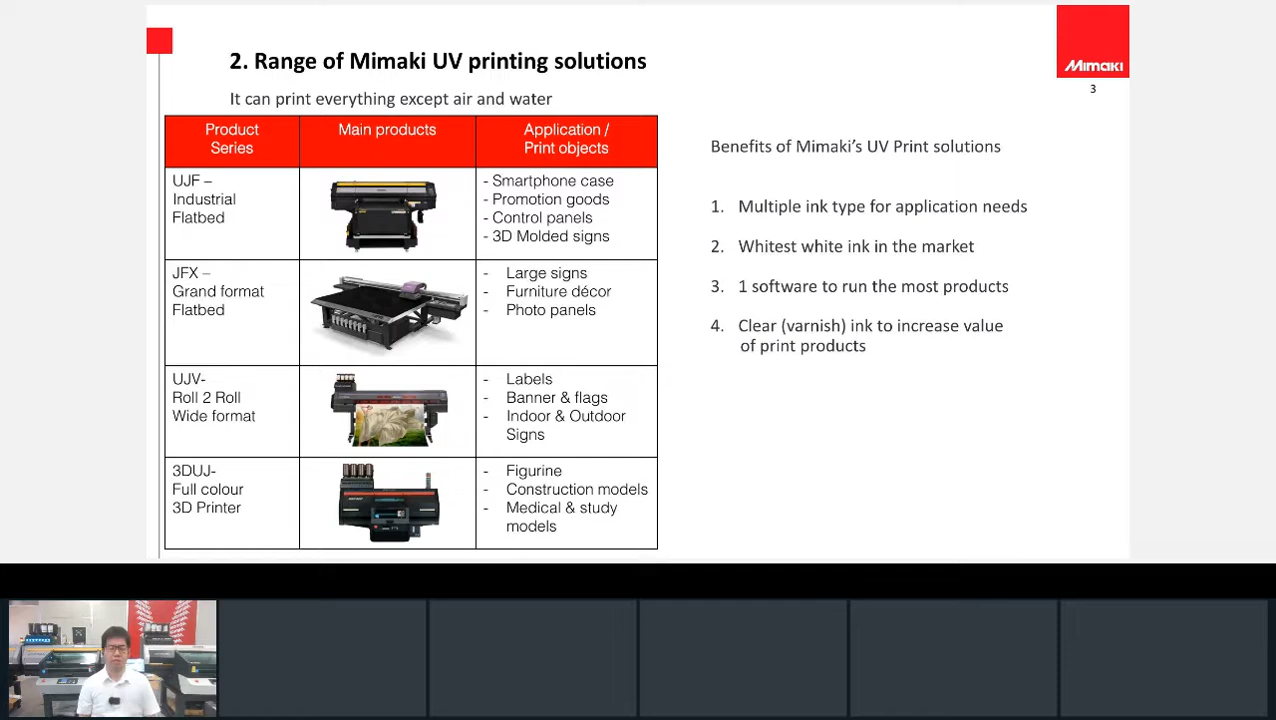 2. Range of Mimaki UV printing solutions
Mimaki
3
It can print everything except air and water
Product
Series
Main products
Application /
Print objects
UJF –
Industrial
Flatbed
- Smartphone case
- Promotion goods
- Control panels
- 3D Molded signs
JFX –
Grand format
Flatbed
- Large signs
- Furniture décor
- Photo panels
UJV-
Roll 2 Roll
Wide format
- Labels
- Banner & flags
- Indoor & Outdoor
Signs
3DUJ-
Full colour
3D Printer
- Figurine
- Construction models
- Medical & study
models
Benefits of Mimaki’s UV Print solutions
1. Multiple ink type for application needs
2. Whitest white ink in the market
3. 1 software to run the most products
4. Clear (varnish) ink to increase value
of print products